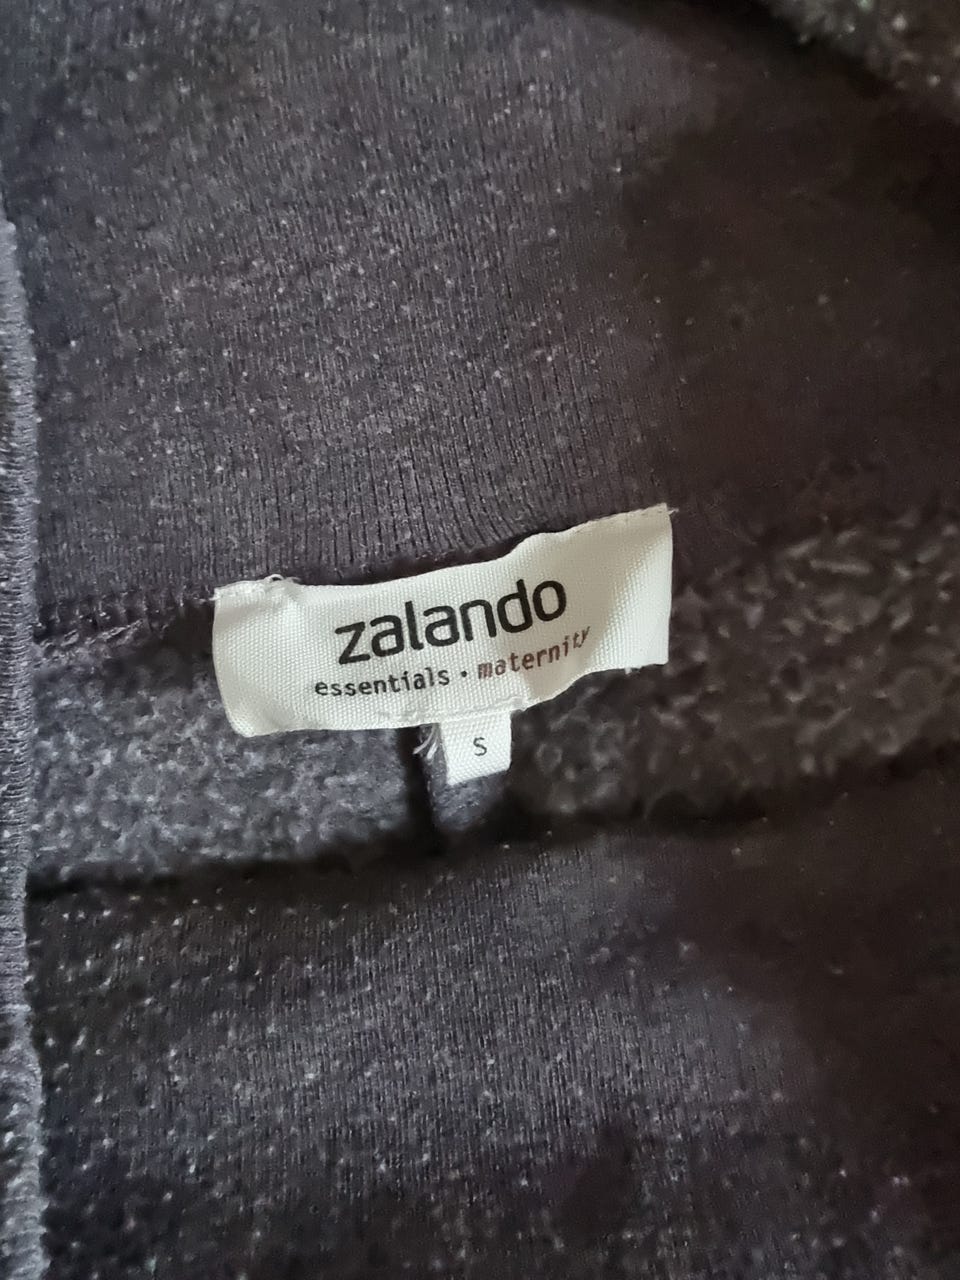 zalando
essentials • maternity
S